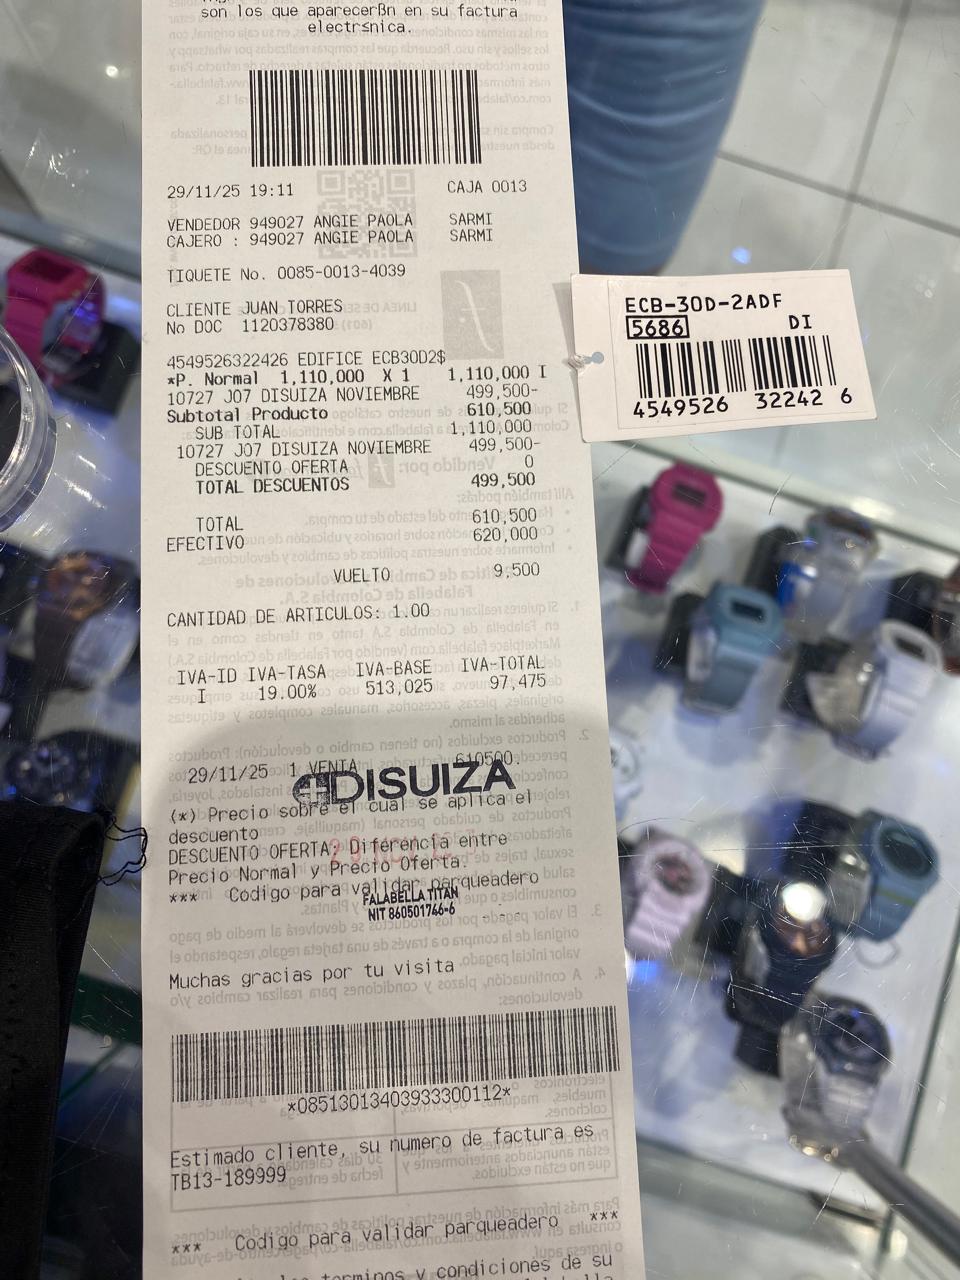 son los que aparecerßn en su factura
electr≤nica.
29/11/25 19:11 CAJA 0013
VENDEDOR 949027 ANGIE PAOLA SARMI
CAJERO : 949027 ANGIE PAOLA SARMI
TIQUETE No. 0085-0013-4039
CLIENTE JUAN TORRES
No DOC 1120378380
4549526322426 EDIFICE ECB30D2$
*P. Normal 1,110,000 X 1 1,110,000 I
10727 J07 DISUIZA NOVIEMBRE 499,500-
Subtotal Producto 610,500
SUB TOTAL 1,110,000
10727 J07 DISUIZA NOVIEMBRE 499,500-
DESCUENTO OFERTA 0
TOTAL DESCUENTOS 499,500
TOTAL 610,500
EFECTIVO 620,000
VUELTO 9,500
CANTIDAD DE ARTICULOS: 1.00
IVA-ID IVA-TASA IVA-BASE IVA-TOTAL
I 19.00% 513,025 97,475
29/11/25 1 VENTA 610500.
DISUIZA
(*) Precio sobre el cual se aplica el
descuento
DESCUENTO OFERTA: Diferencia entre
Precio Normal y Precio Oferta.
*** Codigo para validar parqueadero
FALABELLA TITAN
NIT 860501746-6
Muchas gracias por tu visita
*08513013403933300112*
Estimado cliente, su numero de factura es
TB13-189999
*** Codigo para validar parqueadero ***
terminos y condiciones de su
ECB-30D-2ADF
5686 DI
4549526 32242 6